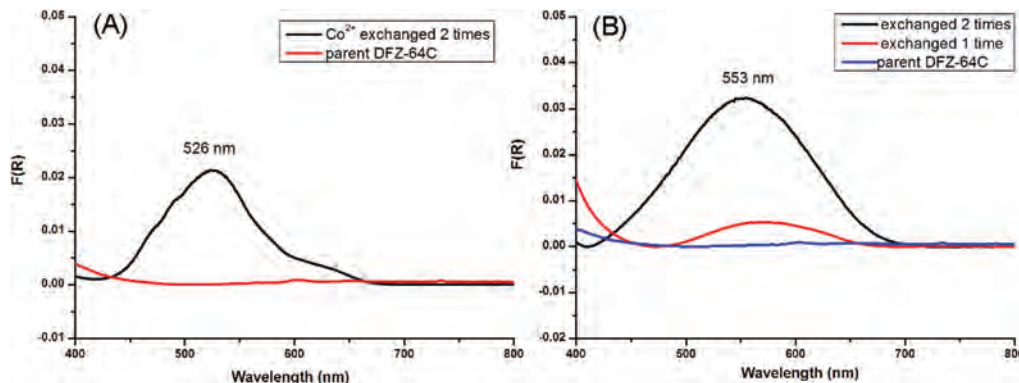 (A)
Co²⁺ exchanged 2 times
parent DFZ-64C
526 nm
F(R)
0.05
0.04
0.03
0.02
0.01
0.00
-0.01
400
500
600
700
800
Wavelength (nm)
(B)
exchanged 2 times
exchanged 1 time
parent DFZ-64C
553 nm
F(R)
0.05
0.04
0.03
0.02
0.01
0.00
-0.01
-0.02
400
500
600
700
800
Wavelength (nm)